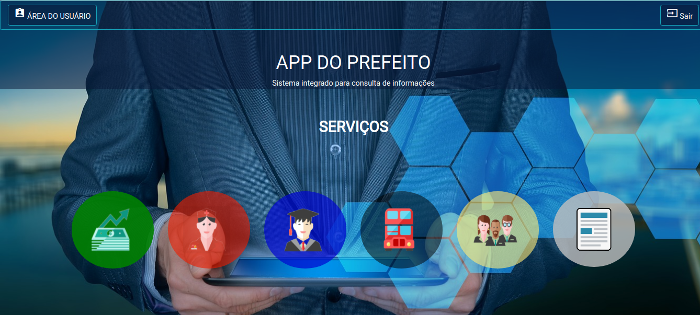 ÁREA DO USUÁRIO
Sair
APP DO PREFEITO
Sistema integrado para consulta de informações
SERVIÇOS